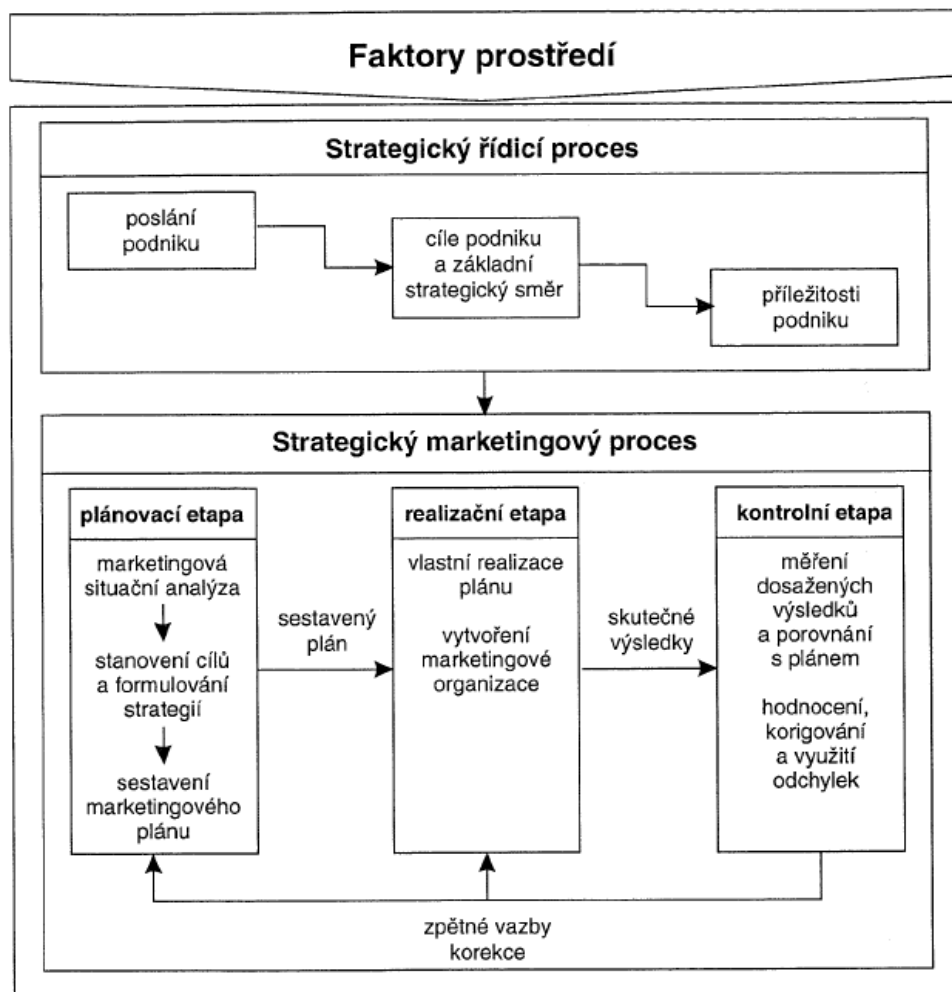 Faktory prostředí
Strategický řídicí proces
poslání
podniku
cíle podniku
a základní
strategický směr
příležitosti
podniku
Strategický marketingový proces
plánovací etapa
marketingová
situační analýza
stanovení cílů
a formulování
strategií
sestavení
marketingového
plánu
sestavený
plán
realizační etapa
vlastní realizace
plánu
vytvoření
marketingové
organizace
skutečné
výsledky
kontrolní etapa
měření
dosažených
výsledků
a porovnání
s plánem
hodnocení,
korigování
a využití
odchylek
zpětné vazby
korekce